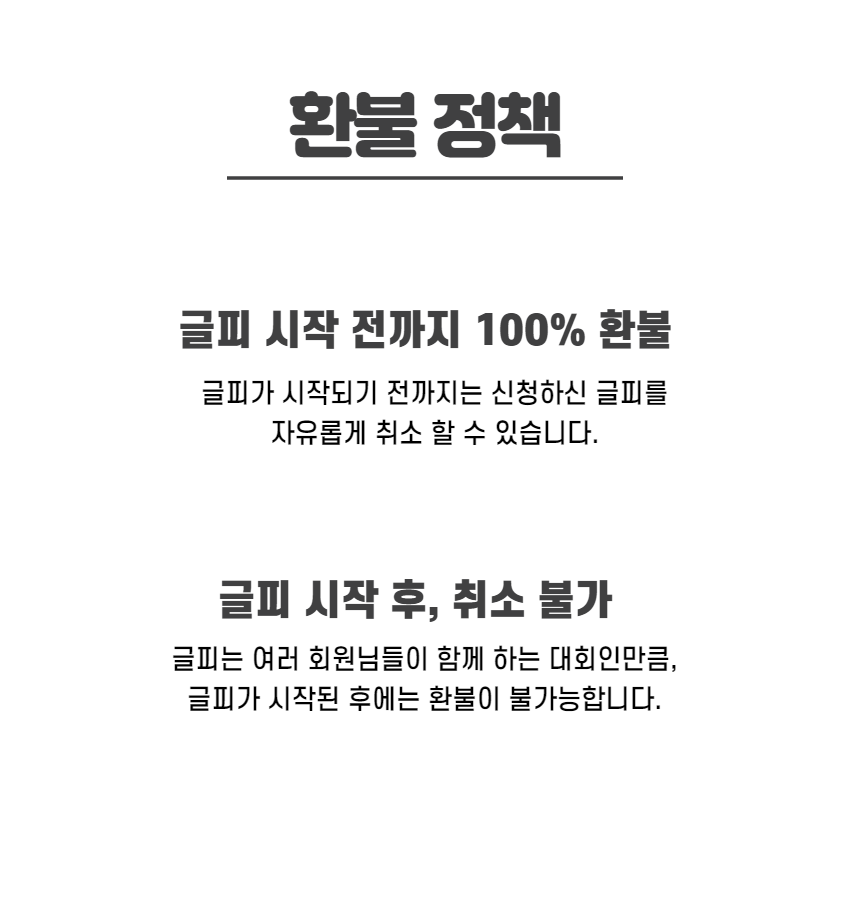 환불 정책
글피 시작 전까지 100% 환불
글피가 시작되기 전까지는 신청하신 글피를
자유롭게 취소 할 수 있습니다.
글피 시작 후, 취소 불가
글피는 여러 회원님들이 함께 하는 대회인만큼,
글피가 시작된 후에는 환불이 불가능합니다.